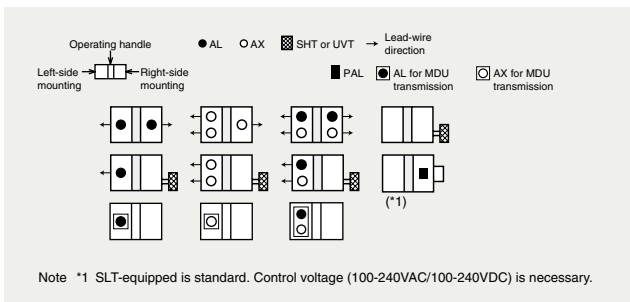 Operating handle
AL
AX
SHT or UVT
Lead-wire
direction
Left-side
mounting
Right-side
mounting
PAL
AL for MDU
transmission
AX for MDU
transmission
(*1)
Note *1 SLT-equipped is standard. Control voltage (100-240VAC/100-240VDC) is necessary.